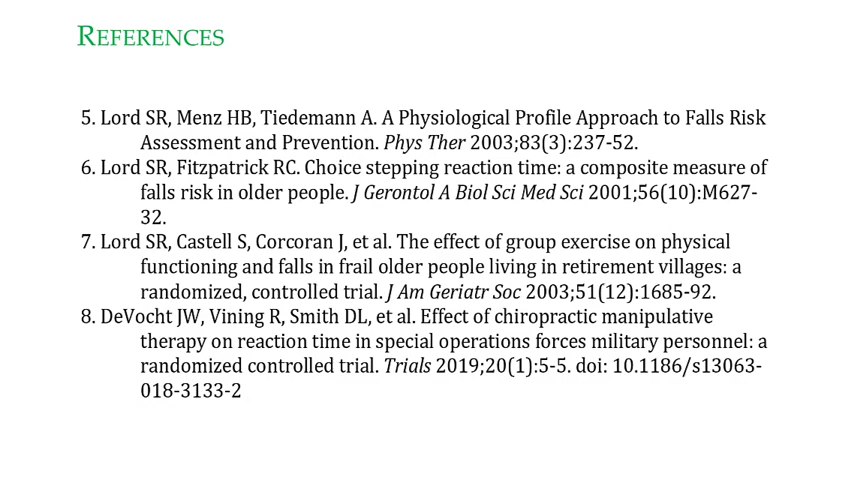 REFERENCES
5. Lord SR, Menz HB, Tiedemann A. A Physiological Profile Approach to Falls Risk
Assessment and Prevention. Phys Ther 2003;83(3):237-52.
6. Lord SR, Fitzpatrick RC. Choice stepping reaction time: a composite measure of
falls risk in older people. J Gerontol A Biol Sci Med Sci 2001;56(10):M627-
32.
7. Lord SR, Castell S, Corcoran J, et al. The effect of group exercise on physical
functioning and falls in frail older people living in retirement villages: a
randomized, controlled trial. J Am Geriatr Soc 2003;51(12):1685-92.
8. DeVocht JW, Vining R, Smith DL, et al. Effect of chiropractic manipulative
therapy on reaction time in special operations forces military personnel: a
randomized controlled trial. Trials 2019;20(1):5-5. doi: 10.1186/s13063-
018-3133-2